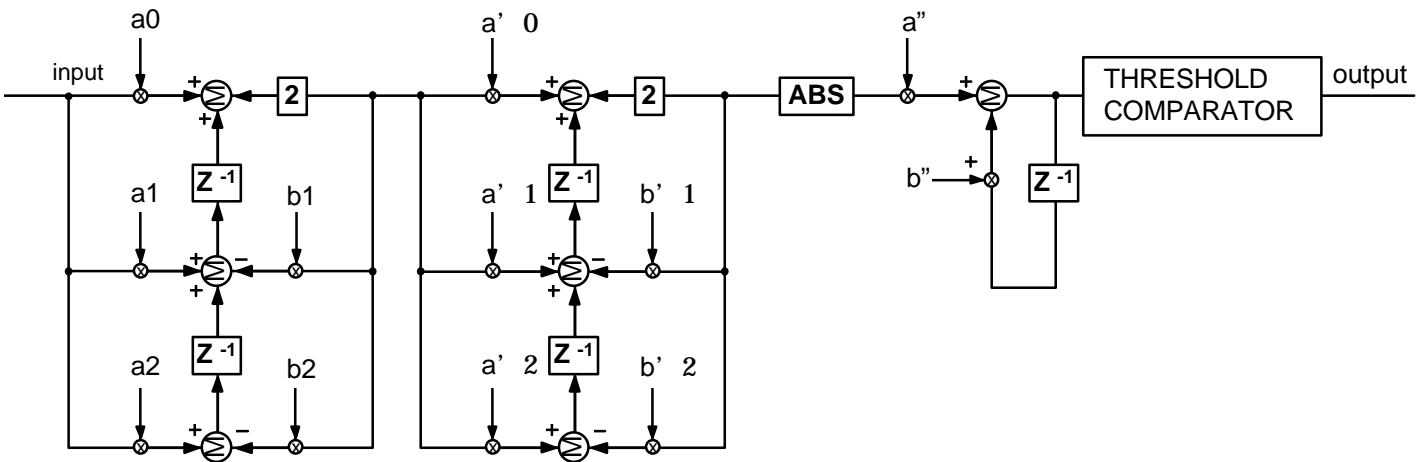 a0 a' 0 a"
input + 2 + 2 ABS + THRESHOLD COMPARATOR output
+ +
Z -1 Z -1 + Z -1
b"
a1 b1 a' 1 b' 1
+ − + −
+ +
Z -1 Z -1
a2 b2 a' 2 b' 2
+ − + −